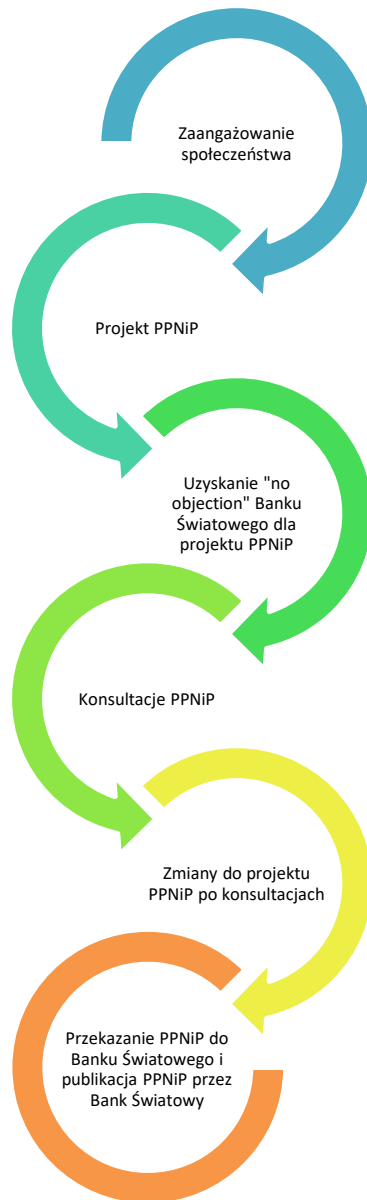 Zaangażowanie
społeczeństwa
Projekt PPNiP
Uzyskanie "no
objection" Banku
Światowego dla
projektu PPNiP
Konsultacje PPNiP
Zmiany do projektu
PPNiP po konsultacjach
Przekazanie PPNiP do
Banku Światowego i
publikacja PPNiP przez
Bank Światowy